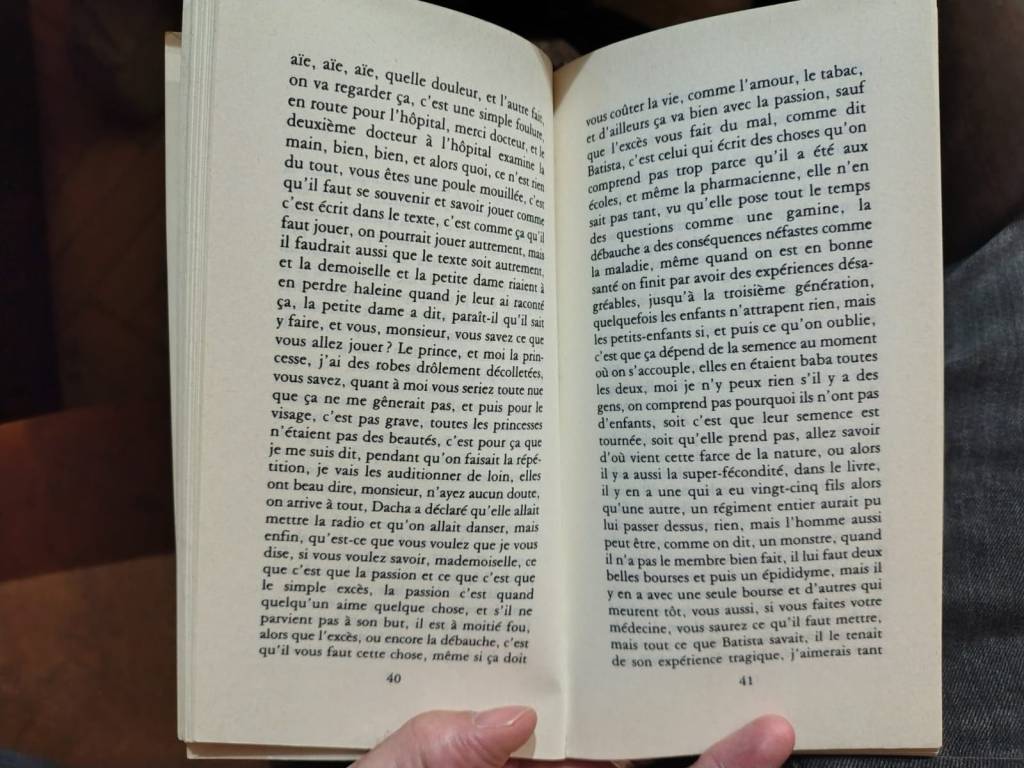 aïe, aïe, aïe, quelle douleur, et l'autre fait,
on va regarder ça, c'est une simple foulure,
en route pour l'hôpital, merci docteur, et le
deuxième docteur à l'hôpital examine la
main, bien, bien, et alors quoi, ce n'est rien
du tout, vous êtes une poule mouillée, c'est
qu'il faut se souvenir et savoir jouer comme
c'est écrit dans le texte, c'est comme ça qu'il
faut jouer, on pourrait jouer autrement, mais
il faudrait aussi que le texte soit autrement,
et la demoiselle et la petite dame riaient à
en perdre haleine quand je leur ai raconté
ça, la petite dame a dit, paraît-il qu'il sait
y faire, et vous, monsieur, vous savez ce que
vous allez jouer ? Le prince, et moi la prin-
cesse, j'ai des robes drôlement décolletées,
vous savez, quant à moi vous seriez toute nue
que ça ne me gênerait pas, et puis pour le
visage, c'est pas grave, toutes les princesses
n'étaient pas des beautés, c'est pour ça que
je me suis dit, pendant qu'on faisait la répé-
tition, je vais les auditionner de loin, elles
ont beau dire, monsieur, n'ayez aucun doute,
on arrive à tout, Dacha a déclaré qu'elle allait
mettre la radio et qu'on allait danser, mais
enfin, qu'est-ce que vous voulez que je vous
dise, si vous voulez savoir, mademoiselle, ce
que c'est que la passion et ce que c'est que
le simple excès, la passion c'est quand
quelqu'un aime quelque chose, et s'il ne
parvient pas à son but, il est à moitié fou,
alors que l'excès, ou encore la débauche, c'est
qu'il vous faut cette chose, même si ça doit
40
vous coûter la vie, comme l'amour, le tabac,
et d'ailleurs ça va bien avec la passion, sauf
que l'excès vous fait du mal, comme dit
Batista, c'est celui qui écrit des choses qu'on
comprend pas trop parce qu'il a été aux
écoles, et même la pharmacienne, elle n'en
sait pas tant, vu qu'elle pose tout le temps
des questions comme une gamine, la
débauche a des conséquences néfastes comme
la maladie, même quand on est en bonne
santé on finit par avoir des expériences désa-
gréables, jusqu'à la troisième génération,
quelquefois les enfants n'attrapent rien, mais
les petits-enfants si, et puis ce qu'on oublie,
c'est que ça dépend de la semence au moment
où on s'accouple, elles en étaient baba toutes
les deux, moi je n'y peux rien s'il y a des
gens, on comprend pas pourquoi ils n'ont pas
d'enfants, soit c'est que leur semence est
tournée, soit qu'elle prend pas, allez savoir
d'où vient cette farce de la nature, ou alors
il y a aussi la super-fécondité, dans le livre,
il y en a une qui a eu vingt-cinq fils alors
qu'une autre, un régiment entier aurait pu
lui passer dessus, rien, mais l'homme aussi
peut être, comme on dit, un monstre, quand
il n'a pas le membre bien fait, il lui faut deux
belles bourses et puis un épididyme, mais il
y en a avec une seule bourse et d'autres qui
meurent tôt, vous aussi, si vous faites votre
médecine, vous saurez ce qu'il faut mettre,
mais tout ce que Batista savait, il le tenait
de son expérience tragique, j'aimerais tant
41